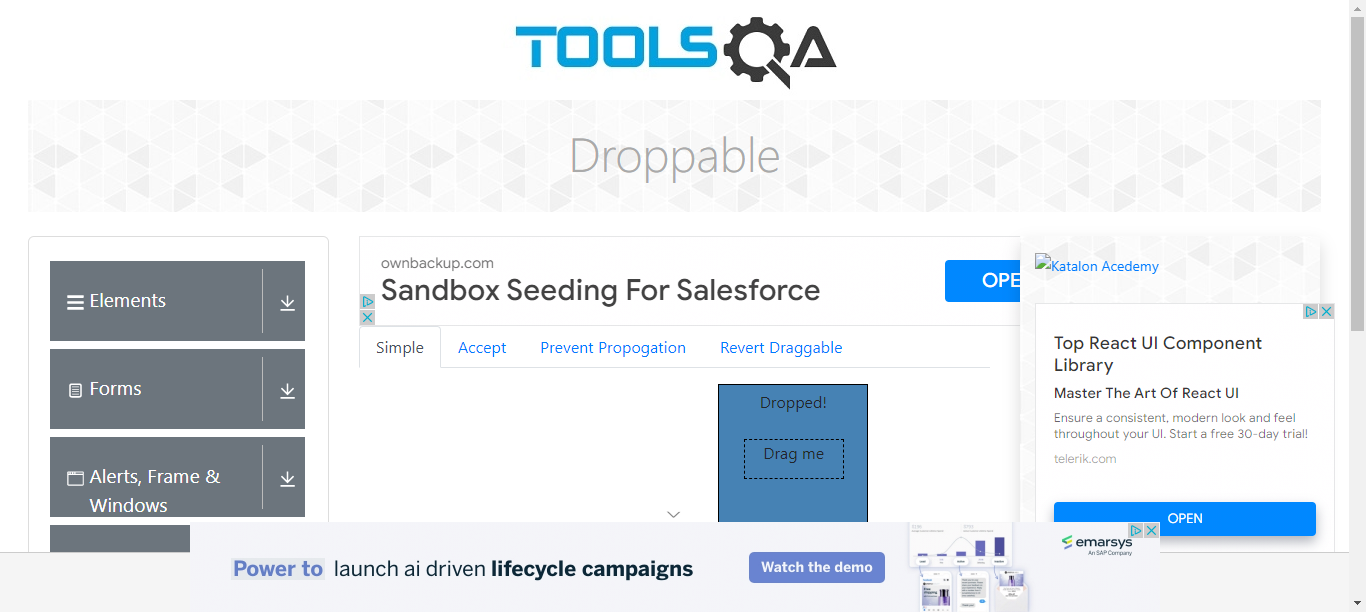 TOOLSQA
Droppable
Elements
Forms
Alerts, Frame &
Windows
ownbackup.com
Sandbox Seeding For Salesforce
OPE
Simple
Accept
Prevent Propogation
Revert Draggable
Dropped!
Drag me
Katalon Acedemy
Top React UI Component
Library
Master The Art Of React UI
Ensure a consistent, modern look and feel
throughout your UI. Start a free 30-day trial!
telerik.com
OPEN
Power to launch ai driven lifecycle campaigns
Watch the demo
emarsys
An SAP Company